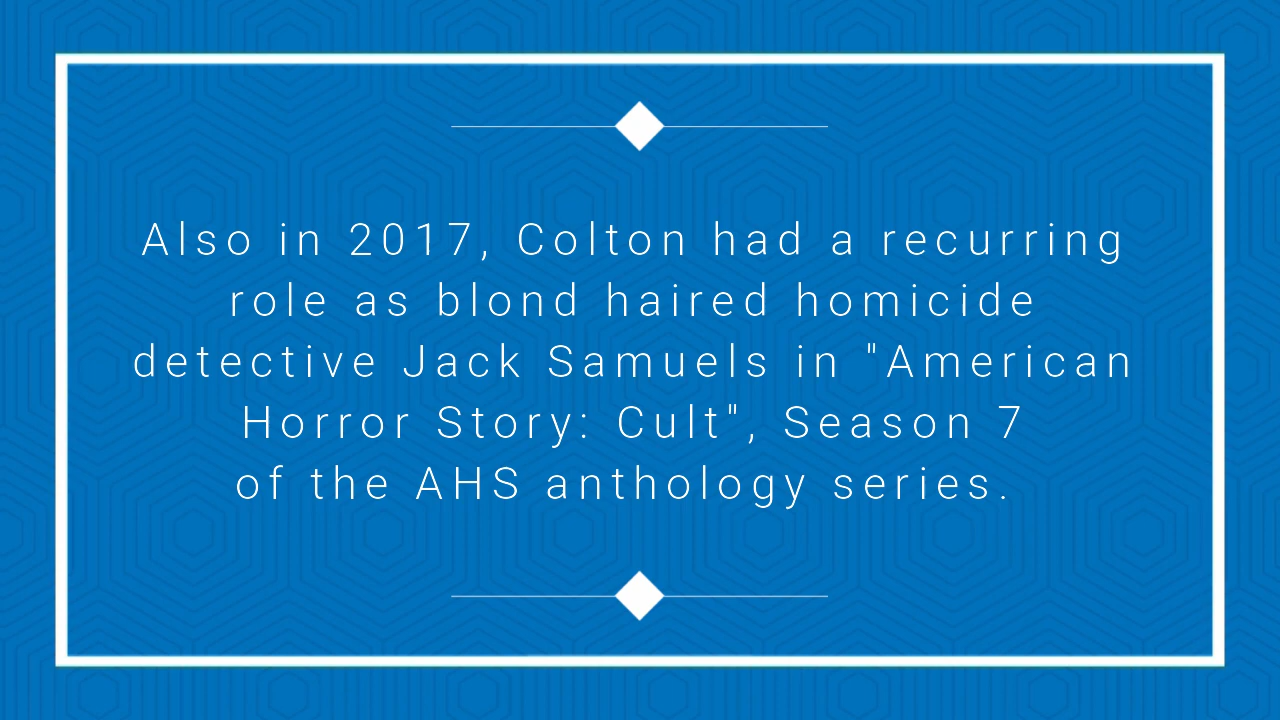 Also in 2017, Colton had a recurring
role as blond haired homicide
detective Jack Samuels in "American
Horror Story: Cult", Season 7
of the AHS anthology series.